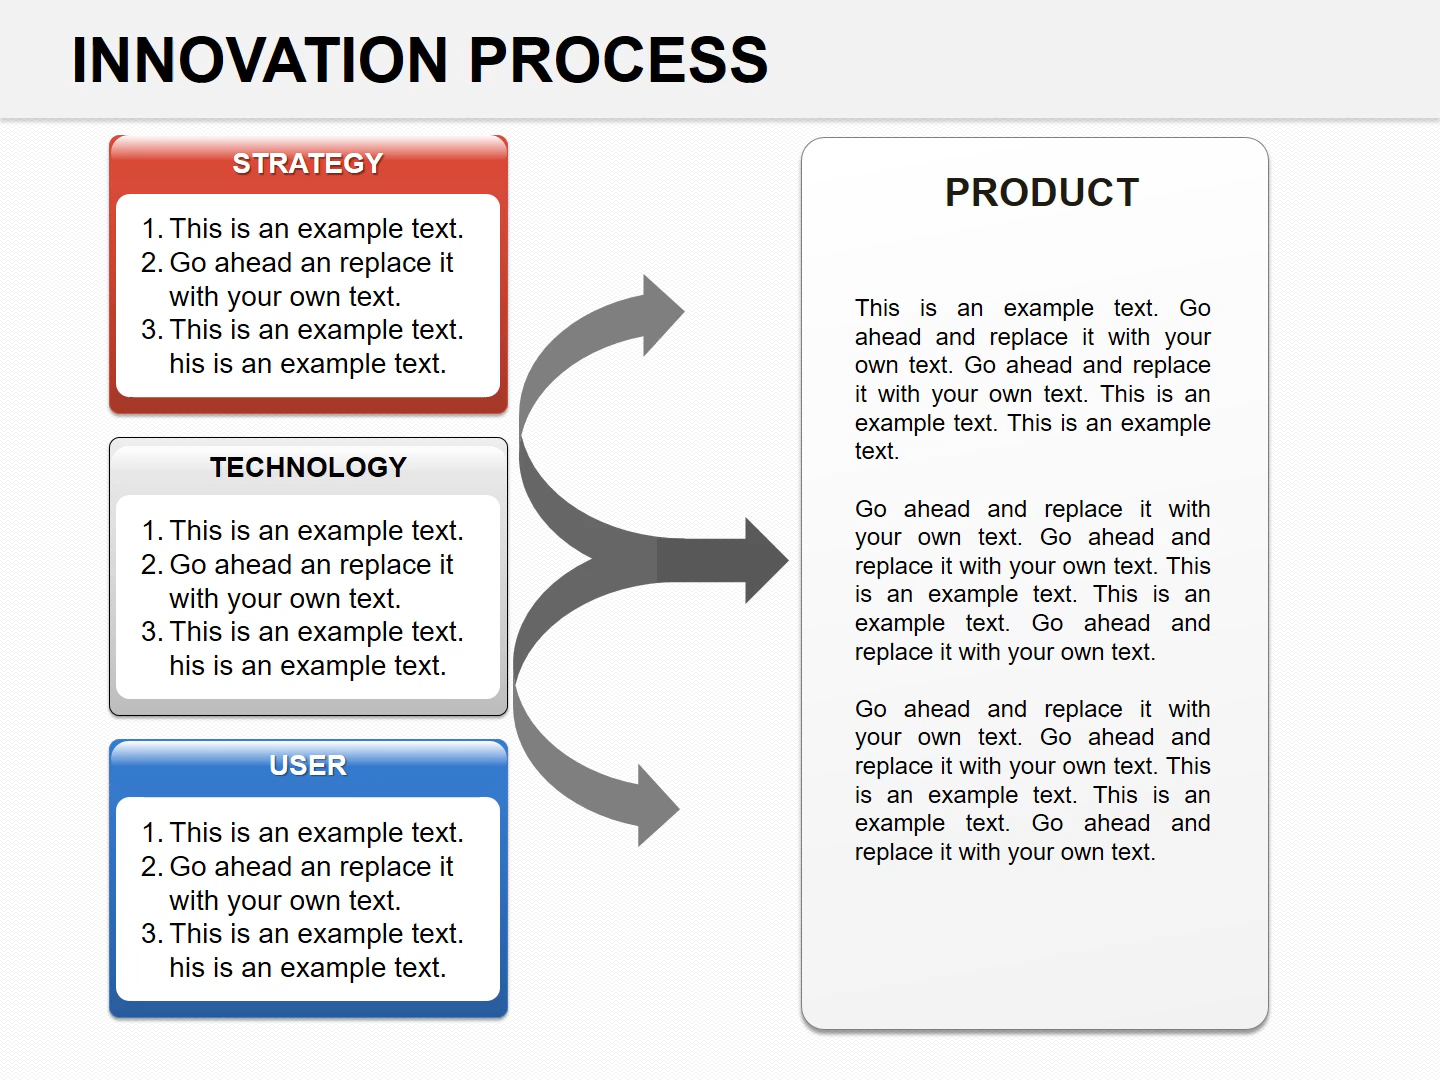 INNOVATION PROCESS
STRATEGY
1. This is an example text.
2. Go ahead an replace it
with your own text.
3. This is an example text.
his is an example text.
TECHNOLOGY
1. This is an example text.
2. Go ahead an replace it
with your own text.
3. This is an example text.
his is an example text.
USER
1. This is an example text.
2. Go ahead an replace it
with your own text.
3. This is an example text.
his is an example text.
PRODUCT
This is an example text. Go
ahead and replace it with your
own text. Go ahead and replace
it with your own text. This is an
example text. This is an example
text.
Go ahead and replace it with
your own text. Go ahead and
replace it with your own text. This
is an example text. This is an
example text. Go ahead and
replace it with your own text.
Go ahead and replace it with
your own text. Go ahead and
replace it with your own text. This
is an example text. This is an
example text. Go ahead and
replace it with your own text.